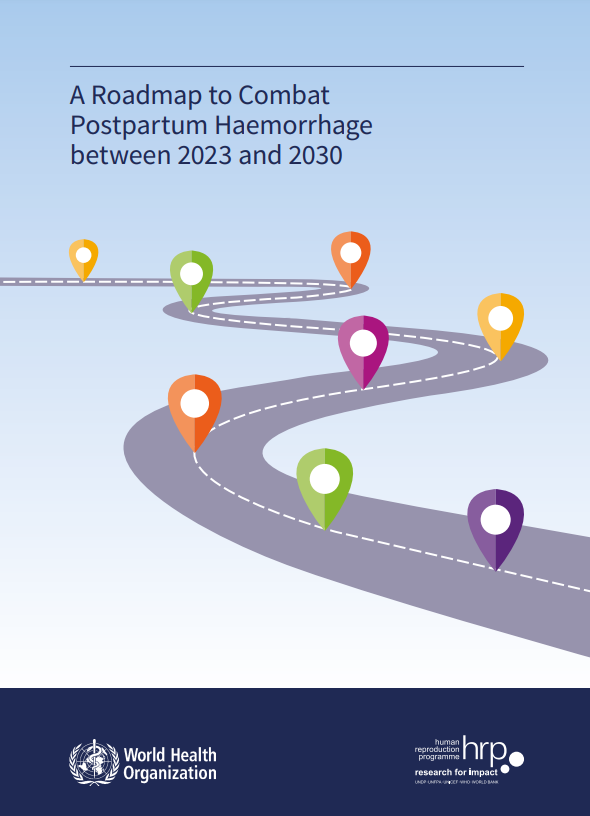 A Roadmap to Combat
Postpartum Haemorrhage
between 2023 and 2030
World Health
Organization
human
reproduction
programme
hrp
research for impact
UNDP·UNFPA·UNICEF·WHO·WORLD BANK